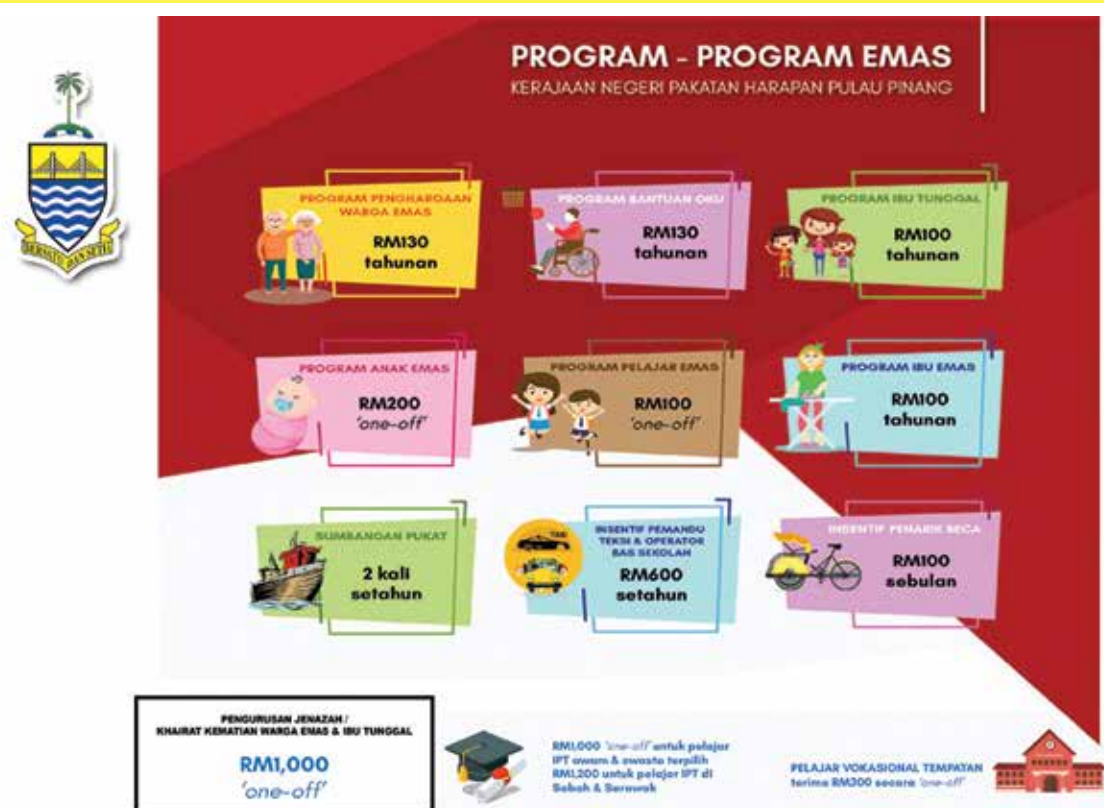 PROGRAM - PROGRAM EMAS
KERAJAAN NEGERI PAKATAN HARAPAN PULAU PINANG
BERSATU DAN SETIA
PROGRAM PENGHARGAAN
WARGA EMAS
RM130
tahunan
PROGRAM BANTUAN OKU
RM130
tahunan
PROGRAM IBU TUNGGAL
RM100
tahunan
PROGRAM ANAK EMAS
RM200
'one-off'
PROGRAM PELAJAR EMAS
RM100
'one-off'
PROGRAM IBU EMAS
RM100
tahunan
SUMBANGAN PUKAT
2 kali
setahun
TAXI
INSENTIF PEMANDU
TEKSI & OPERATOR
BAS SEKOLAH
RM600
setahun
INSENTIF PENARIK BECA
RM100
sebulan
PENGURUSAN JENAZAH /
KHAIRAT KEMATIAN WARGA EMAS & IBU TUNGGAL
RM1,000
'one-off'
RM1,000 'one-off' untuk pelajar
IPT awam & swasta terpilih
RM1,200 untuk pelajar IPT di
Sabah & Sarawak
PELAJAR VOKASIONAL TEMPATAN
terima RM300 secara 'one-off'